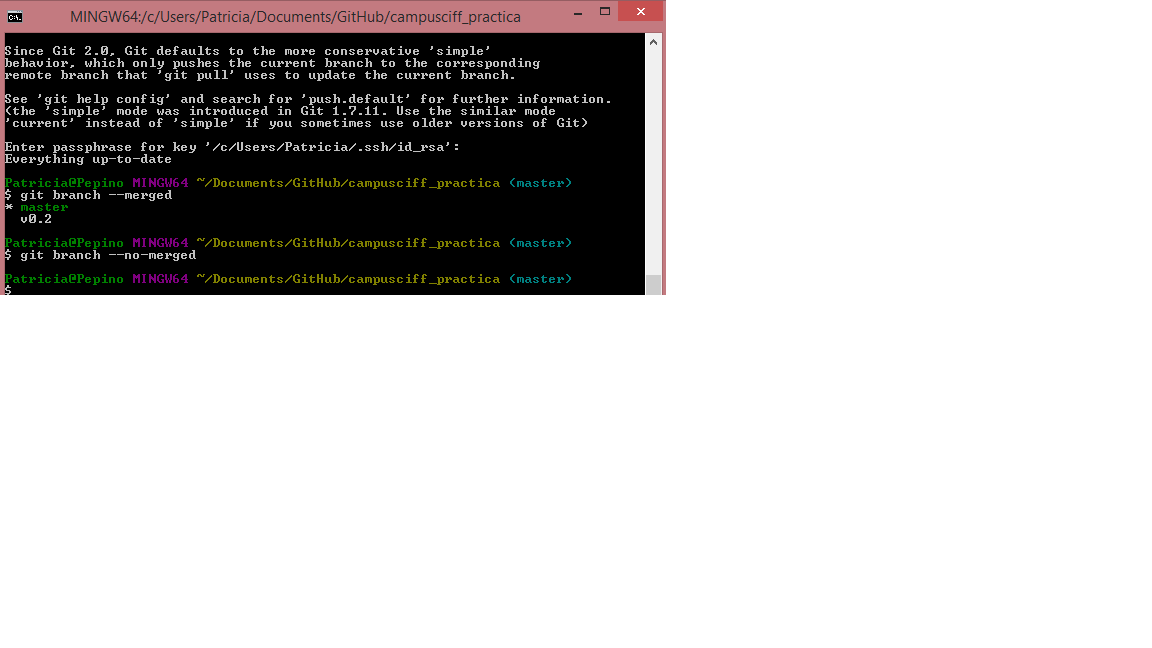 MINGW64:/c/Users/Patricia/Documents/GitHub/campusciff_practica
Since Git 2.0, Git defaults to the more conservative 'simple'
behavior, which only pushes the current branch to the corresponding
remote branch that 'git pull' uses to update the current branch.
See 'git help config' and search for 'push.default' for further information.
(the 'simple' mode was introduced in Git 1.7.11. Use the similar mode
'current' instead of 'simple' if you sometimes use older versions of Git)
Enter passphrase for key '/c/Users/Patricia/.ssh/id_rsa':
Everything up-to-date
Patricia@Pepino MINGW64 ~/Documents/GitHub/campusciff_practica (master)
$ git branch --merged
* master
  v0.2
Patricia@Pepino MINGW64 ~/Documents/GitHub/campusciff_practica (master)
$ git branch --no-merged
Patricia@Pepino MINGW64 ~/Documents/GitHub/campusciff_practica (master)
$